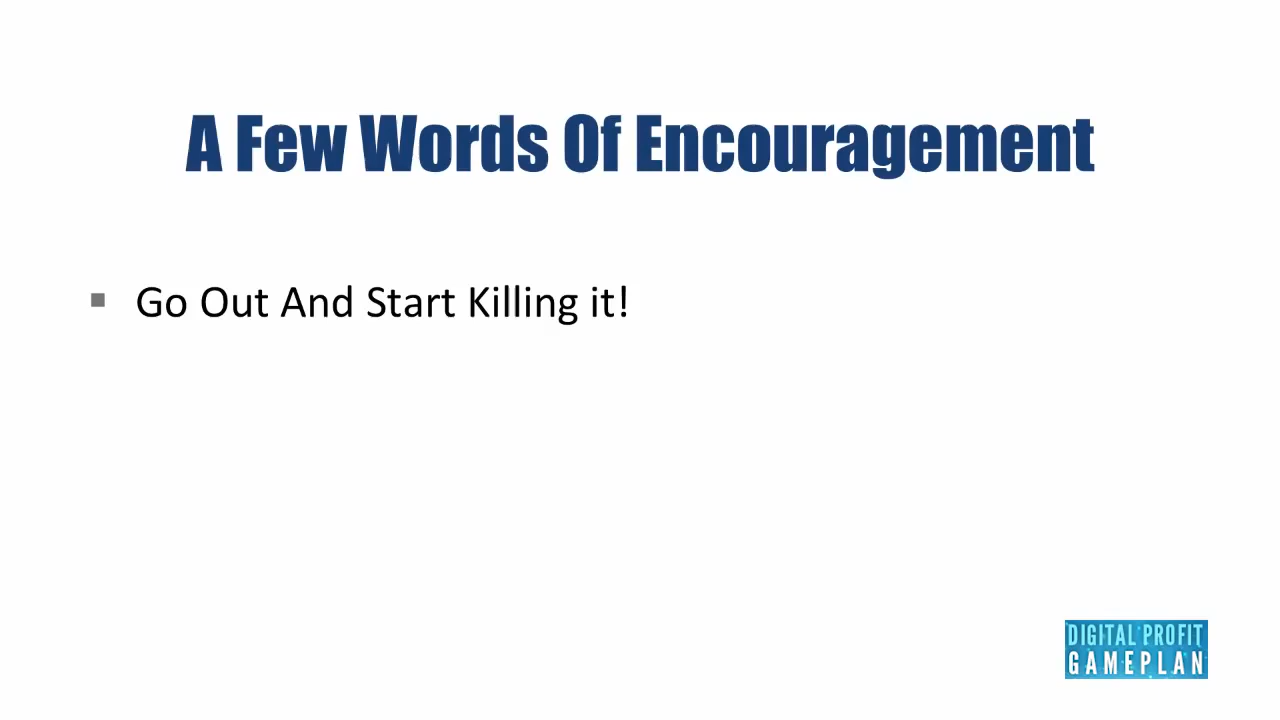 A Few Words Of Encouragement
Go Out And Start Killing it!
DIGITAL PROFIT
GAMEPLAN